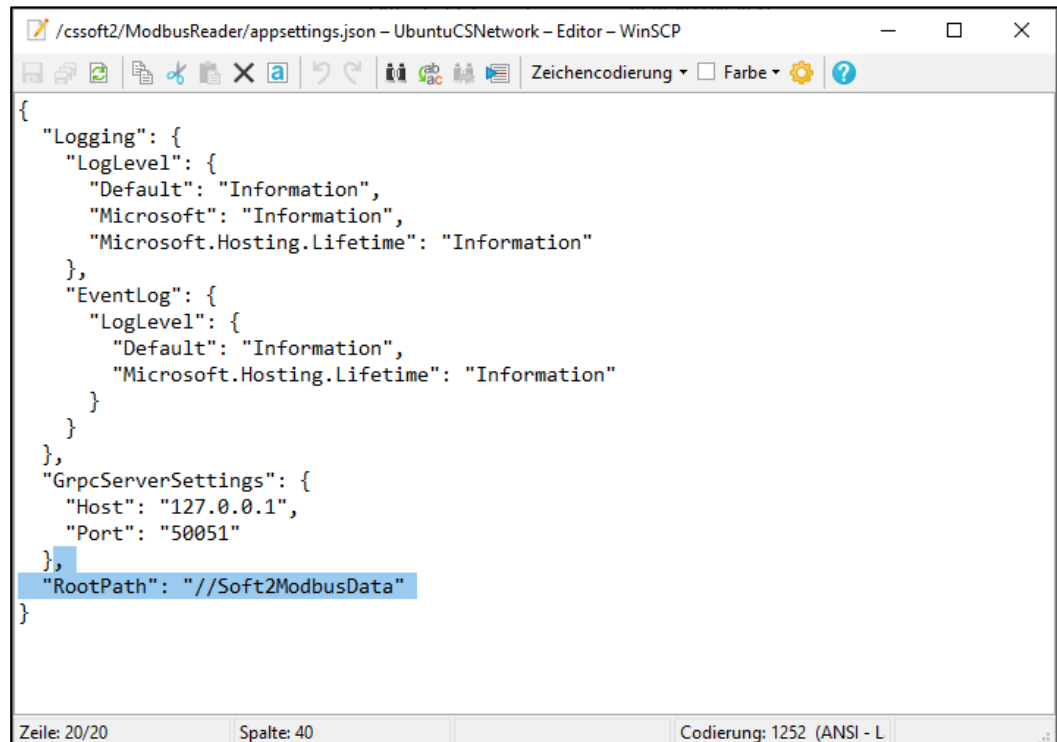 /cssoft2/ModbusReader/appsettings.json – UbuntuCSNetwork – Editor – WinSCP
Zeichencodierung Farbe
{
  "Logging": {
    "LogLevel": {
      "Default": "Information",
      "Microsoft": "Information",
      "Microsoft.Hosting.Lifetime": "Information"
    },
    "EventLog": {
      "LogLevel": {
        "Default": "Information",
        "Microsoft.Hosting.Lifetime": "Information"
      }
    }
  },
  "GrpcServerSettings": {
    "Host": "127.0.0.1",
    "Port": "50051"
  },
  "RootPath": "//Soft2ModbusData"
}
Zeile: 20/20 Spalte: 40 Codierung: 1252 (ANSI - L